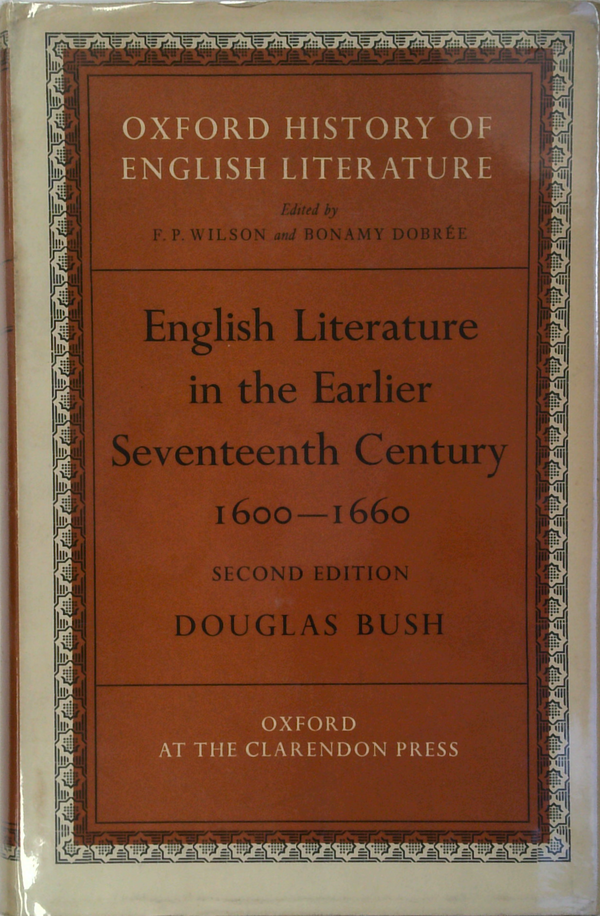 OXFORD HISTORY OF
ENGLISH LITERATURE
Edited by
F. P. WILSON and BONAMY DOBRÉE
English Literature
in the Earlier
Seventeenth Century
1600—1660
SECOND EDITION
DOUGLAS BUSH
OXFORD
AT THE CLARENDON PRESS